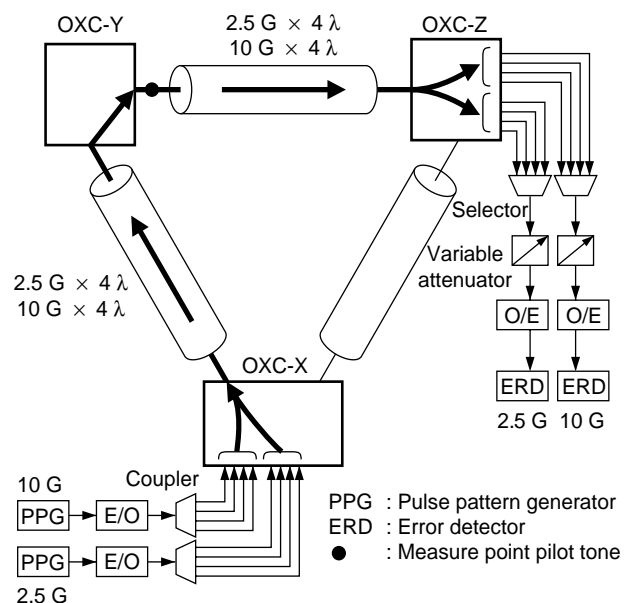 OXC-Y
2.5 G × 4 λ
10 G × 4 λ
OXC-Z
Selector
Variable
attenuator
2.5 G × 4 λ
10 G × 4 λ
O/E
O/E
OXC-X
ERD
ERD
2.5 G
10 G
Coupler
10 G
PPG
E/O
PPG
E/O
2.5 G
PPG : Pulse pattern generator
ERD : Error detector
● : Measure point pilot tone